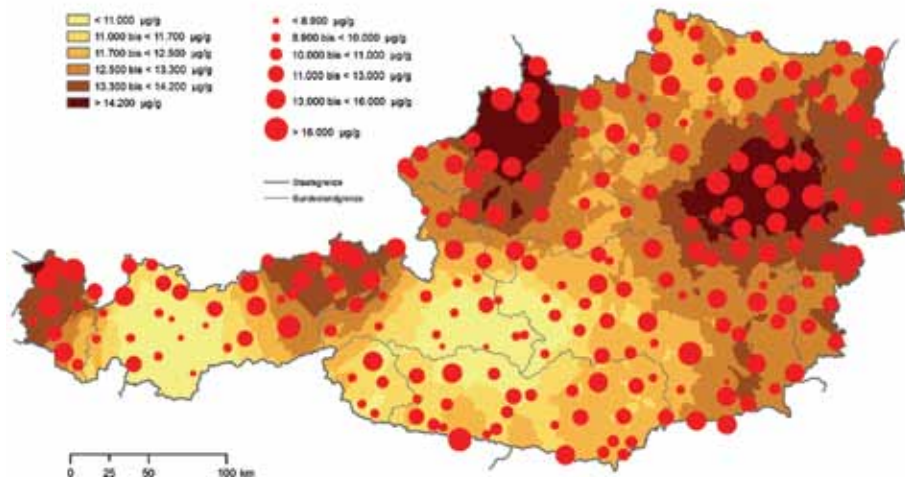 < 11.000 µg/g
11.000 bis < 11.700 µg/g
11.700 bis < 12.500 µg/g
12.500 bis < 13.300 µg/g
13.300 bis < 14.200 µg/g
> 14.200 µg/g
< 8.900 µg/g
8.900 bis < 10.000 µg/g
10.000 bis < 11.000 µg/g
11.000 bis < 13.000 µg/g
13.000 bis < 16.000 µg/g
> 16.000 µg/g
Staatsgrenze
Bundeslandgrenze
0 25 50 100 km